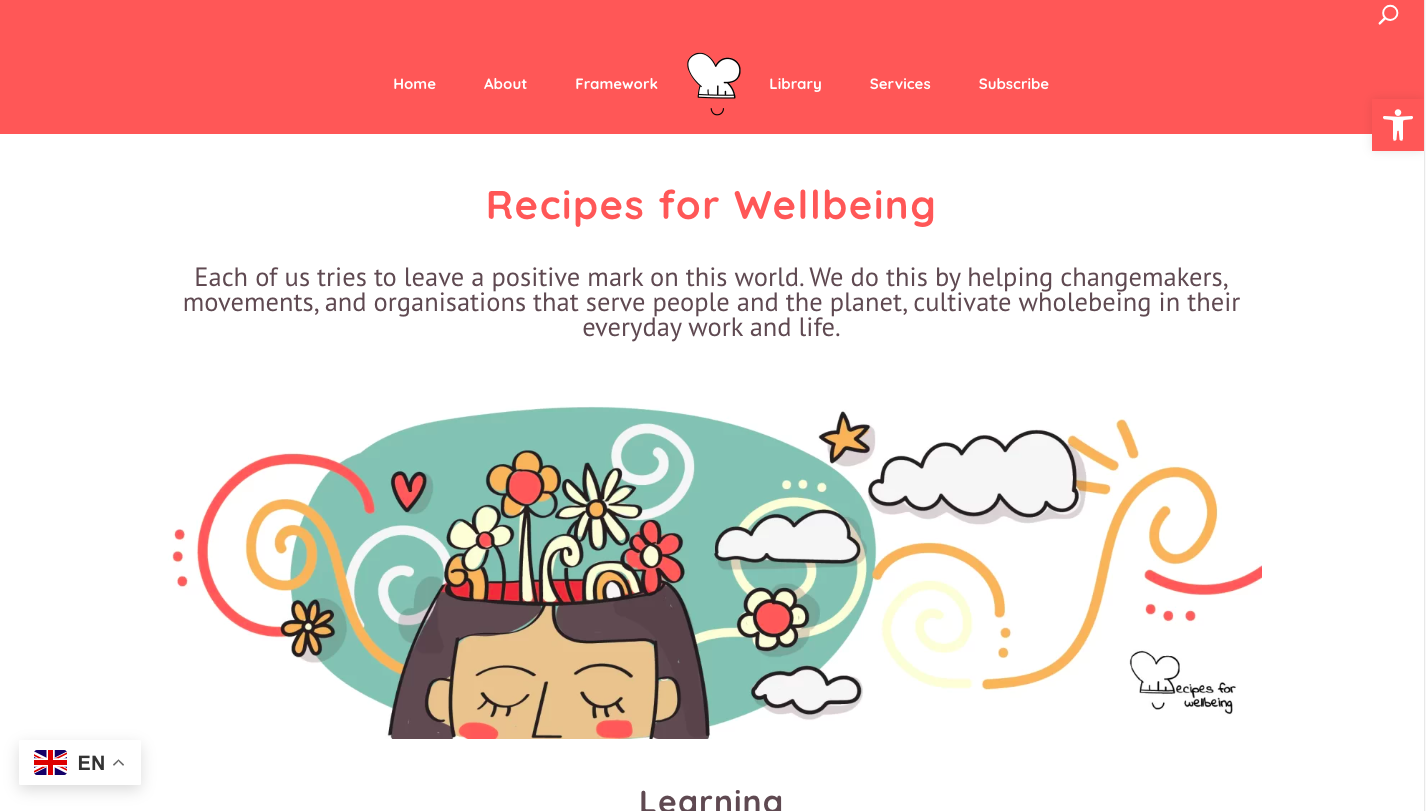 Home About Framework Library Services Subscribe
Recipes for Wellbeing
Each of us tries to leave a positive mark on this world. We do this by helping changemakers,
movements, and organisations that serve people and the planet, cultivate wholebeing in their
everyday work and life.
ecipes for
wellbeing
EN
Learning